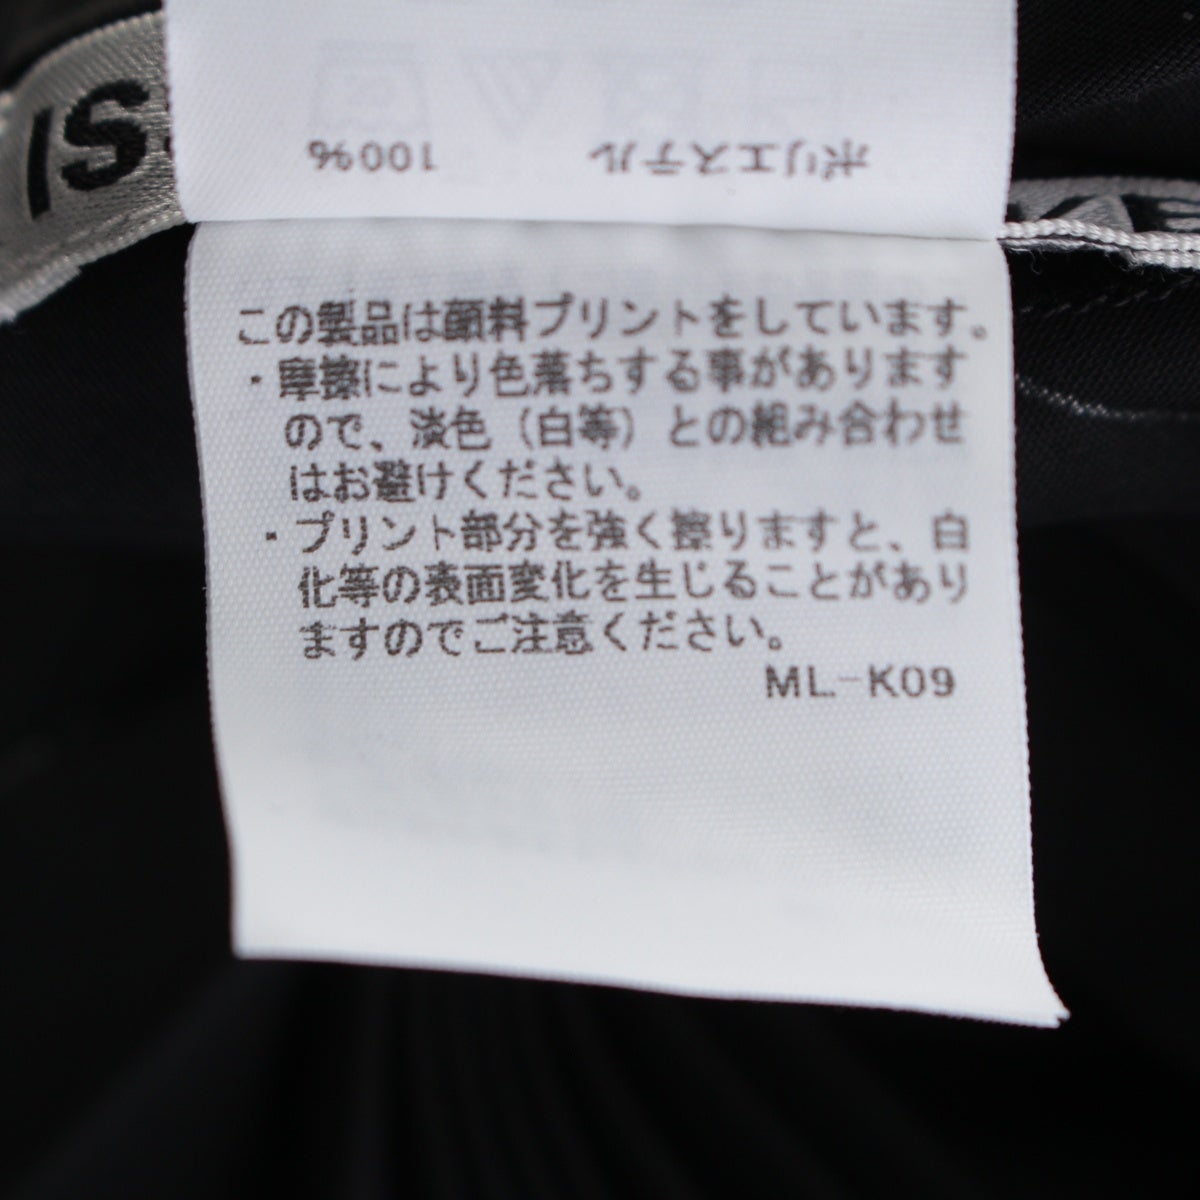 ISS
ポリエステル 100%
この製品は顔料プリントをしています。
・摩擦により色落ちする事があります
ので、淡色（白等）との組み合わせ
はお避けください。
・プリント部分を強く擦りますと、白
化等の表面変化を生じることがあり
ますのでご注意ください。
ML-K09